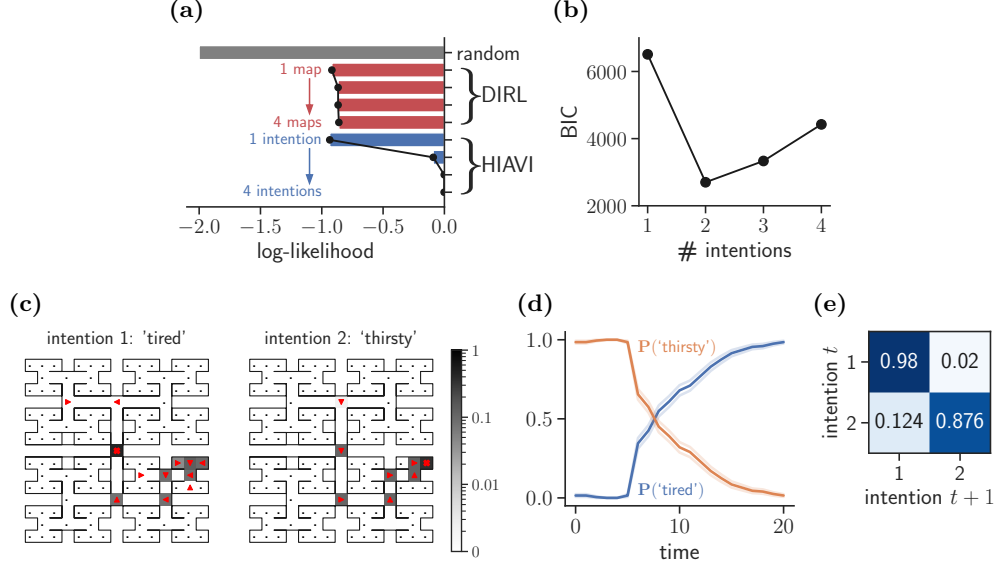 (a)
random
1 map
4 maps
1 intention
4 intentions
DIRL
HIAVI
−2.0 −1.5 −1.0 −0.5 0.0
log-likelihood
(b)
6000
4000
2000
BIC
1 2 3 4
# intentions
(c)
intention 1: 'tired'
intention 2: 'thirsty'
1
0.1
0.01
0
(d)
1.0
0.5
0.0
P('thirsty')
P('tired')
0 10 20
time
(e)
intention t
1
2
0.98 0.02
0.124 0.876
1 2
intention t + 1